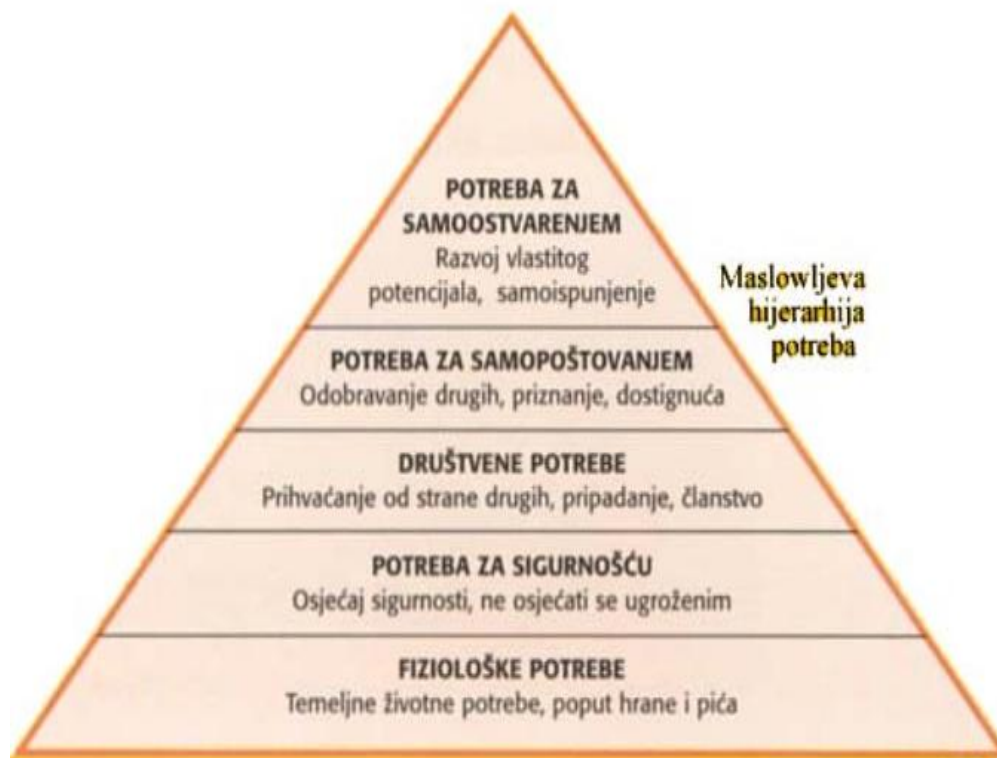 POTREBA ZA
SAMOOSTVARENJEM
Razvoj vlastitog
potencijala, samoispunjenje
Maslowljeva
hijerarhija
potreba
POTREBA ZA SAMOPOŠTOVANJEM
Odobravanje drugih, priznanje, dostignuća
DRUŠTVENE POTREBE
Prihvaćanje od strane drugih, pripadanje, članstvo
POTREBA ZA SIGURNOŠĆU
Osjećaj sigurnosti, ne osjećati se ugroženim
FIZIOLOŠKE POTREBE
Temeljne životne potrebe, poput hrane i pića